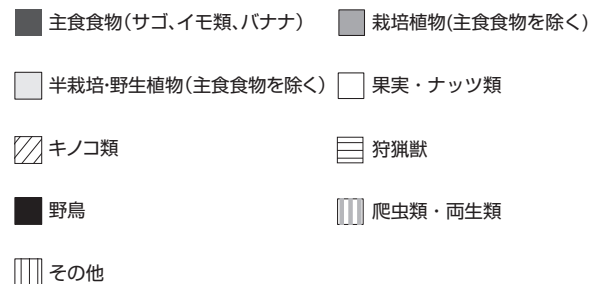 主食食物(サゴ、イモ類、バナナ) 栽培植物(主食食物を除く)
半栽培・野生植物(主食食物を除く) 果実・ナッツ類
キノコ類 狩猟獣
野鳥 爬虫類・両生類
その他